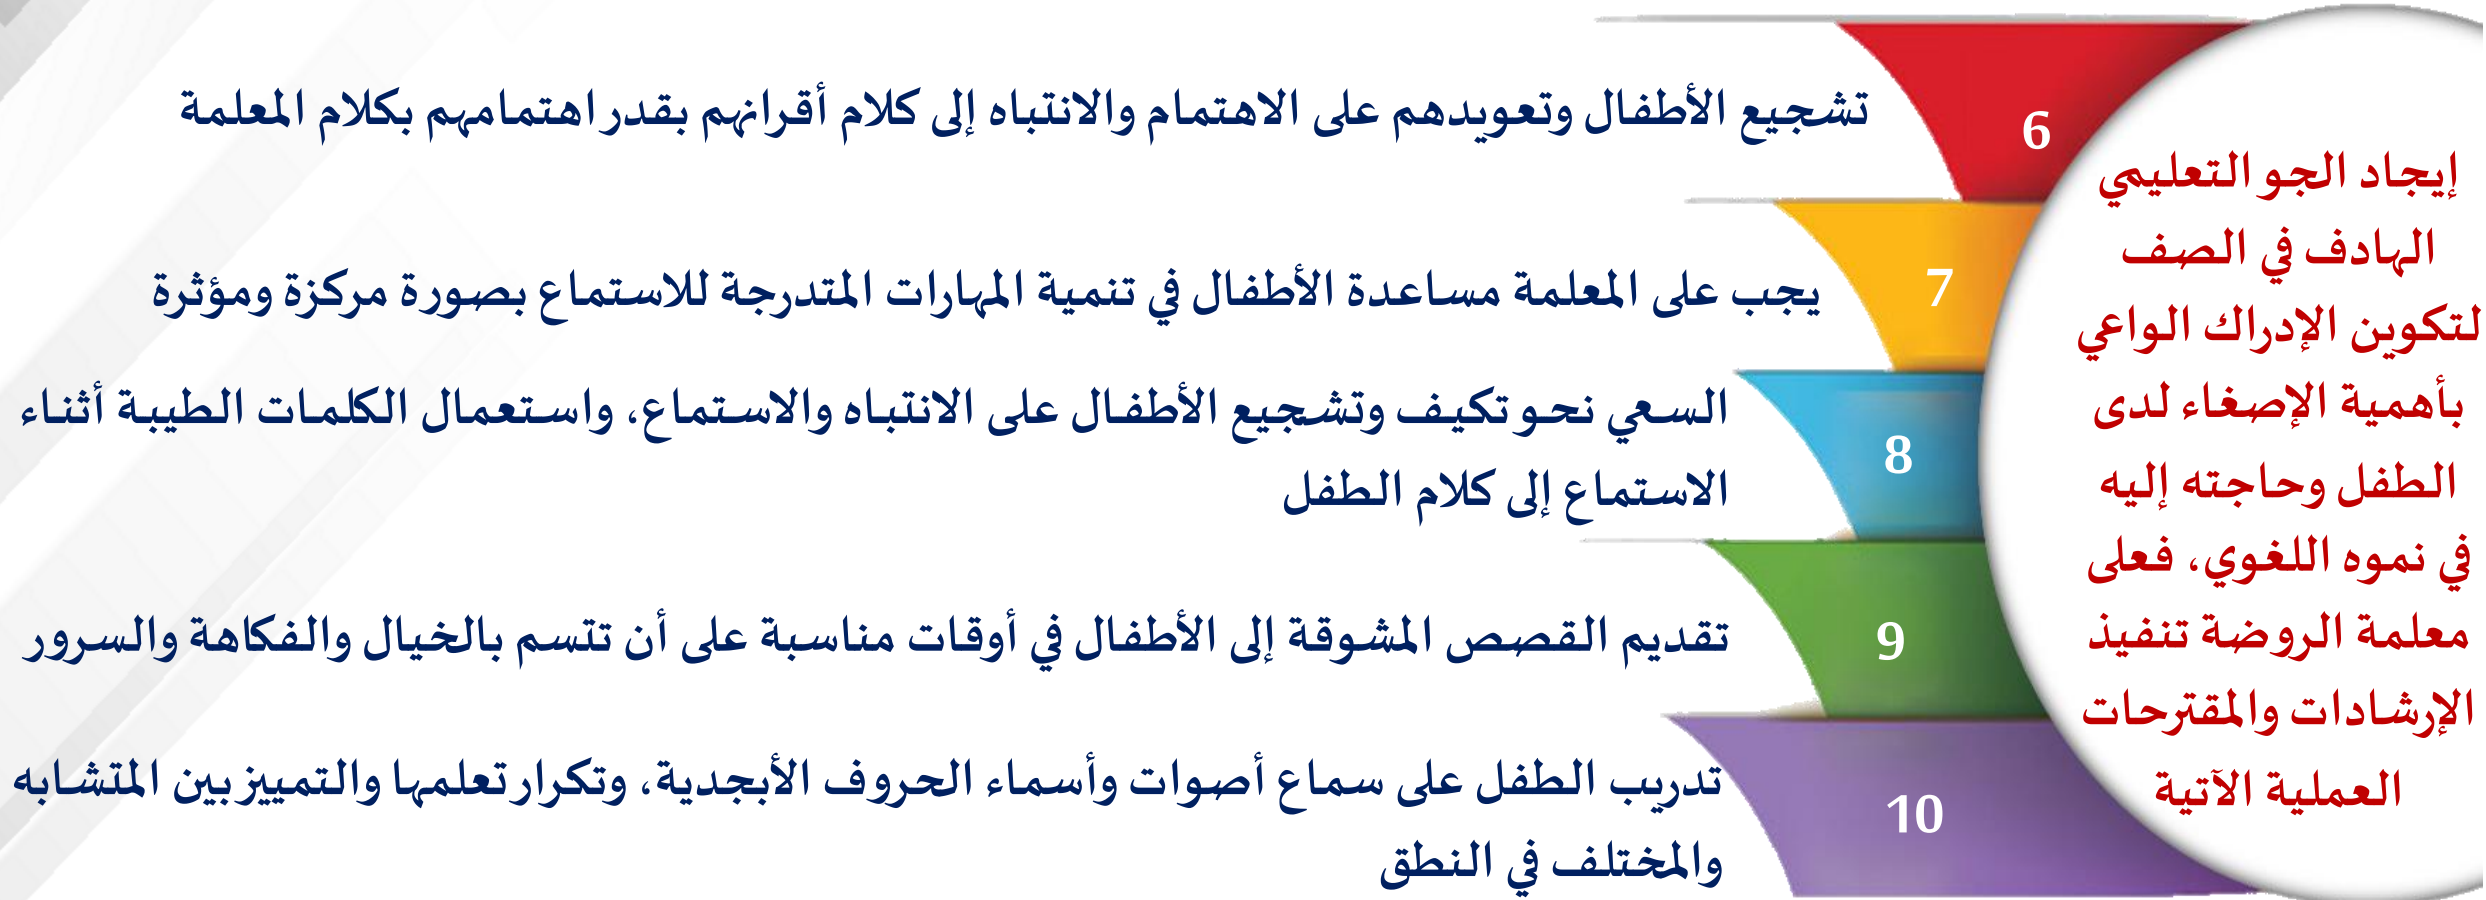 إيجاد الجو التعليمي
الهادف في الصف
لتكوين الإدراك الواعي
بأهمية الإصغاء لدى
الطفل وحاجته إليه
في نموه اللغوي، فعلى
معلمة الروضة تنفيذ
الإرشادات والمقترحات
العملية الآتية
6
تشجيع الأطفال وتعويدهم على الاهتمام والانتباه إلى كلام أقرانهم بقدر اهتمامهم بكلام المعلمة
7
يجب على المعلمة مساعدة الأطفال في تنمية المهارات المتدرجة للاستماع بصورة مركزة ومؤثرة
8
السعي نحو تكيف وتشجيع الأطفال على الانتباه والاستماع، واستعمال الكلمات الطيبة أثناء
الاستماع إلى كلام الطفل
9
تقديم القصص المشوقة إلى الأطفال في أوقات مناسبة على أن تتسم بالخيال والفكاهة والسرور
10
تدريب الطفل على سماع أصوات وأسماء الحروف الأبجدية، وتكرار تعلمها والتمييز بين المتشابه
والمختلف في النطق